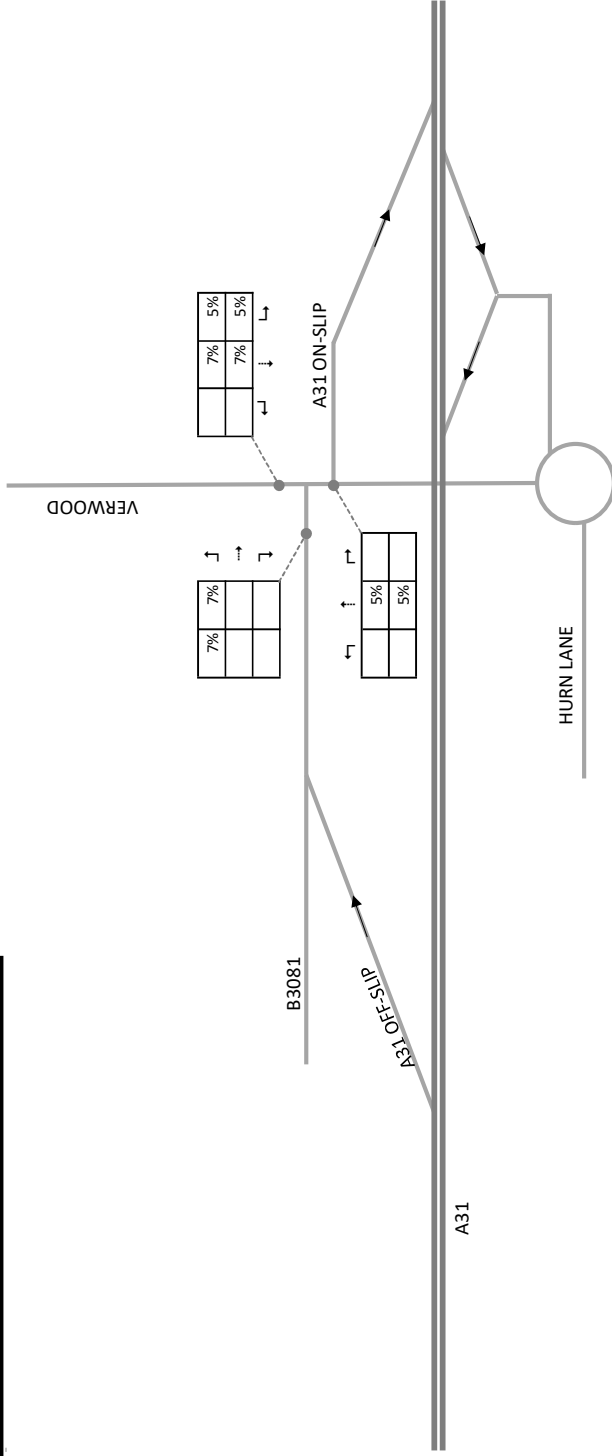 VERWOOD
7% 5%
7% 5%
A31 ON-SLIP
7% 7%
5%
5%
B3081
A31 OFF-SLIP
A31
HURN LANE